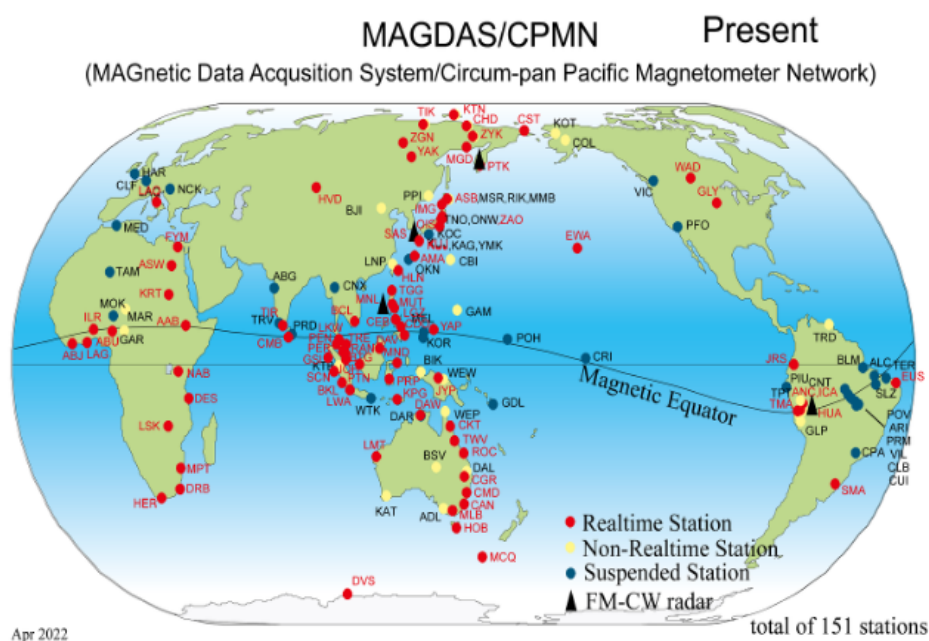 MAGDAS/CPMN Present
(MAGnetic Data Acqusition System/Circum-pan Pacific Magnetometer Network)
TIK
KTN
CHD
CST
KOT
ZGN
ZYK
COL
YAK
MGD
PTK
HAR
CLF
LAQ
NCK
HVD
PPI
ASB,MSR,RIK,MMB
VIC
WAD
GLY
BJI
IMG
TNO,ONW,ZAO
MED
SAS
KOC
PFO
FYM
KAG,YMK
EWA
AMA
ASW
LNP
OKN
CBI
TAM
ABG
CNX
HLN
KRT
TGG
MNL
MUT
MOK
TIR
BCL
GAM
ILR
MAR
AAB
TRV
PRD
LKW
CEB
YAP
TRD
ABU
GAR
CMB
KOR
POH
ABJ
LAG
MND
CRI
JRS
BLM
ALC
TER
EUS
NAB
SCN
PTN
BIK
WEW
Magnetic Equator
PIU
CNT
SLZ
DES
BKL
PRP
JYP
TPT
ANC,ICA
LWA
WTK
KPG
GDL
TMA
HUA
DAR
DAW
WEP
GLP
POV
LSK
CKT
ARI
TWV
PRM
LMT
ROC
CPA
VIL
BSV
DAL
CLB
MPT
CGR
CUI
DRB
CMD
SMA
HER
KAT
CAN
ADL
MLB
HOB
Realtime Station
Non-Realtime Station
MCQ
Suspended Station
DVS
FM-CW radar
Apr 2022
total of 151 stations